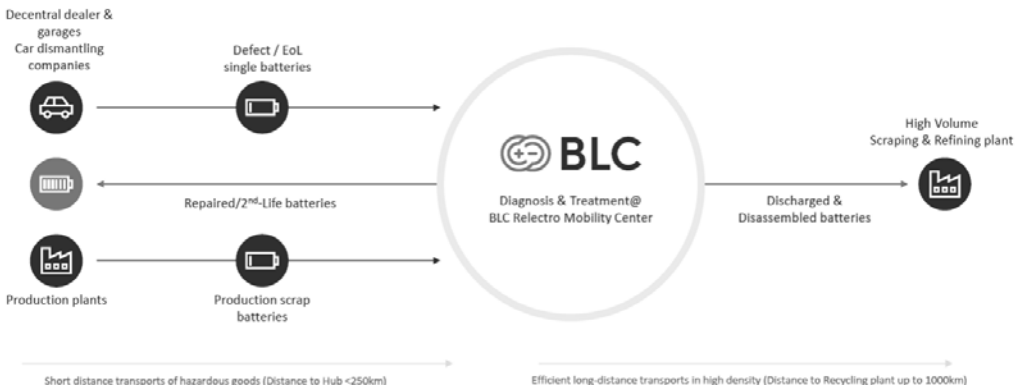 Decentral dealer &
garages
Car dismantling
companies
Defect / EoL
single batteries
High Volume
Scraping & Refining plant
BLC
Diagnosis & Treatment@
BLC Relectro Mobility Center
Repaired/2nd-Life batteries
Discharged &
Disassembled batteries
Production plants
Production scrap
batteries
Short distance transports of hazardous goods (Distance to Hub <250km)
Efficient long-distance transports in high density (Distance to Recycling plant up to 1000km)